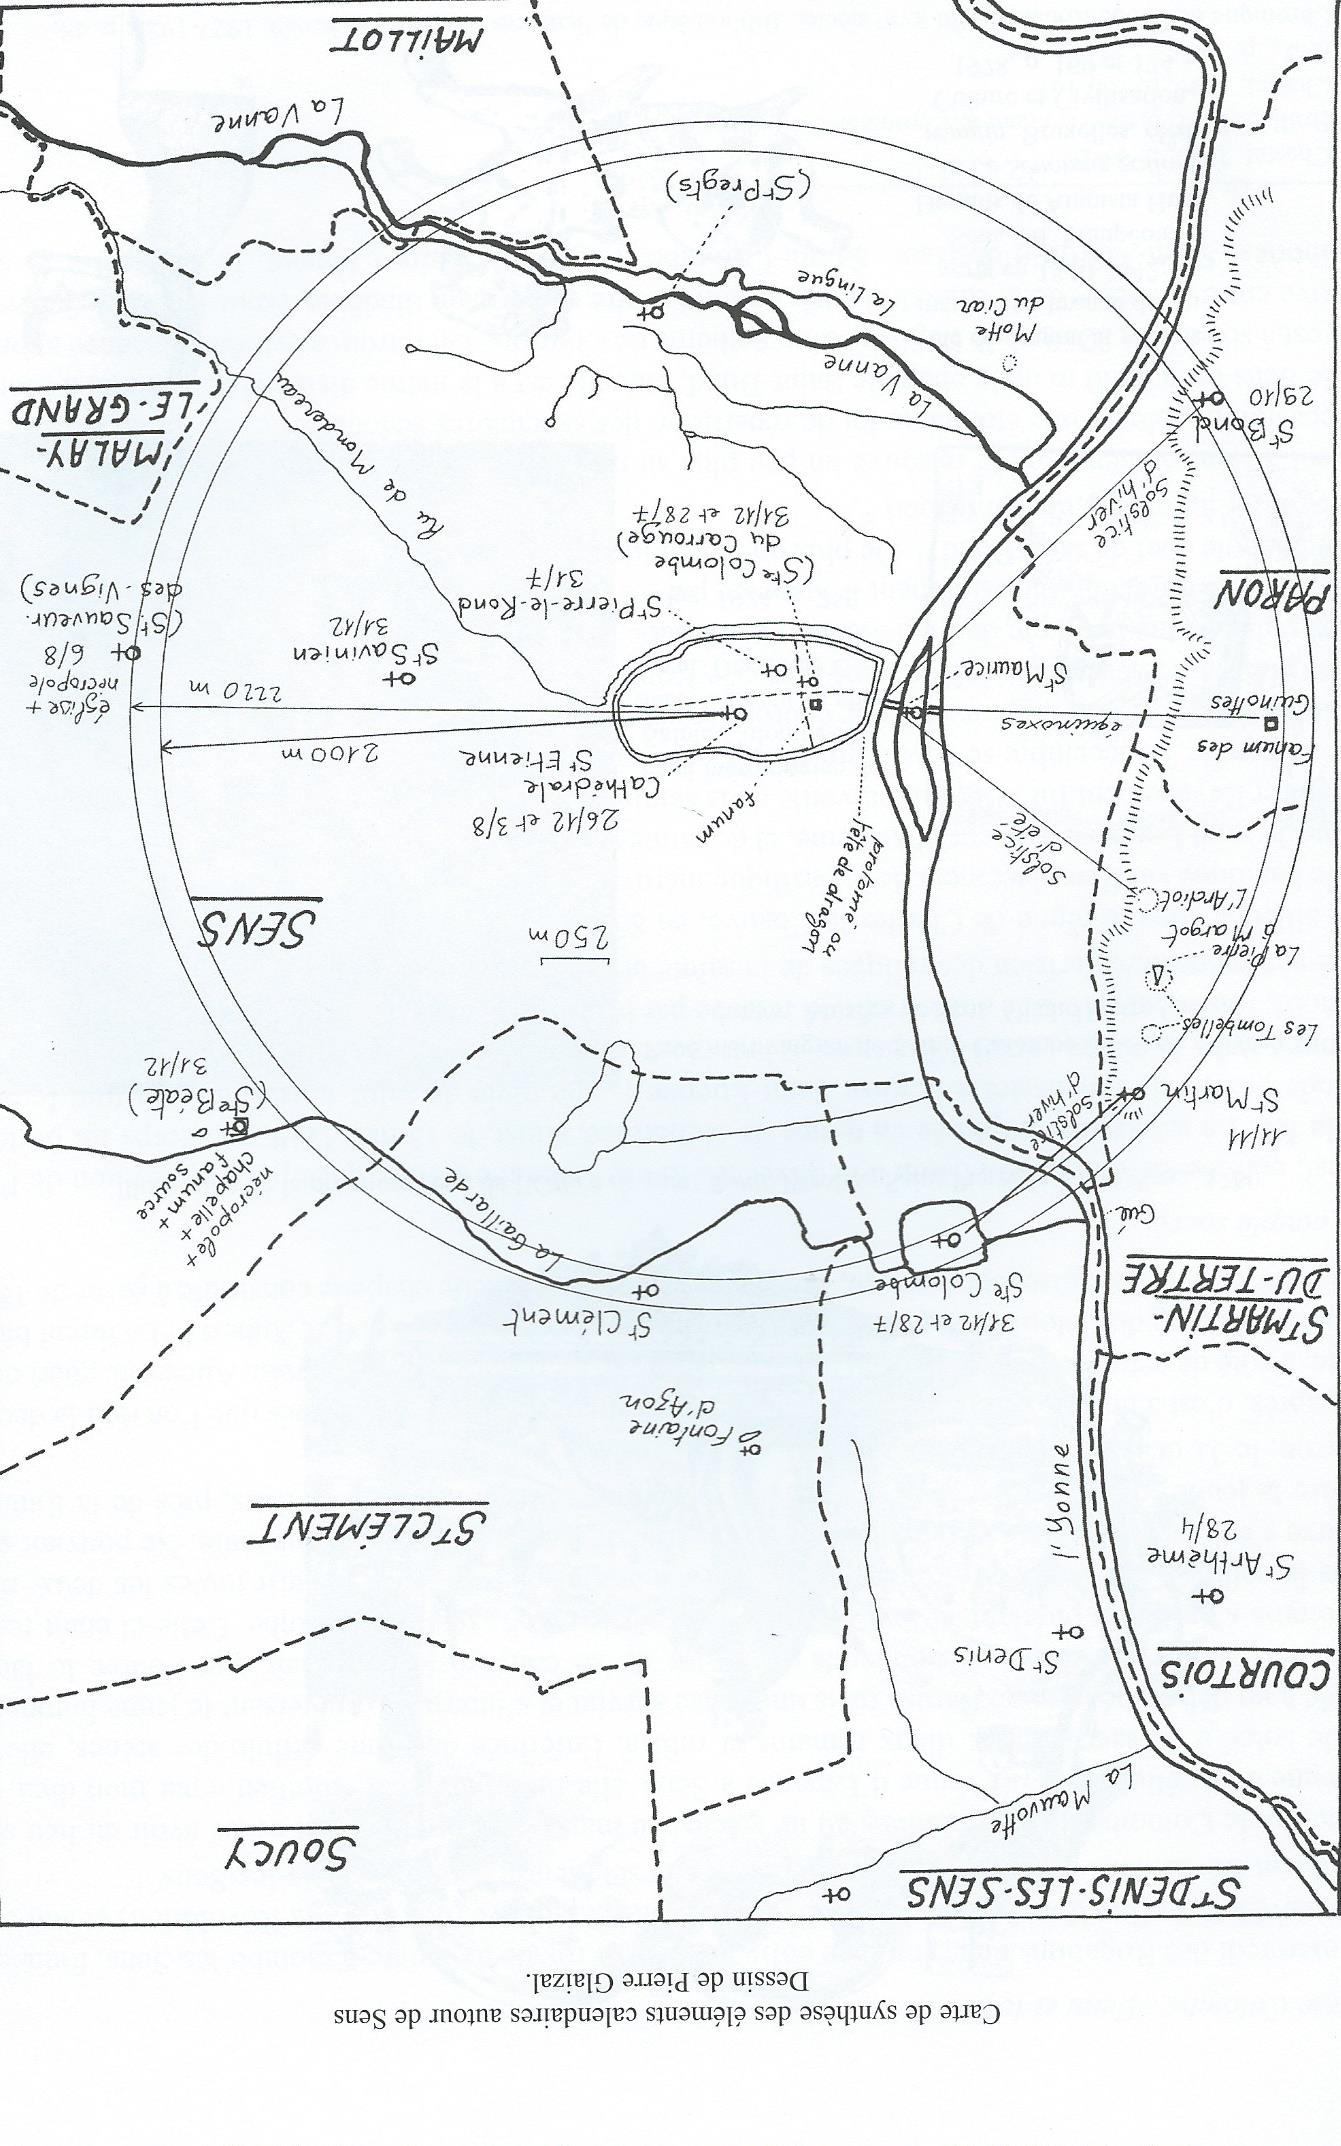 Carte de synthèse des éléments calendaires autour de Sens
Dessin de Pierre Glaizal.
ST DENIS-LES-SENS
SOUCY
La Mauvotte
COURTOIS
St Denis
St Arthème
28/4
l'Yonne
ST CLÉMENT
Fontaine
d'Azon
ST MARTIN-
DU-TERTRE
31/12 et 28/7
Ste Colombe
St Clément
La Gaillarde
nécropole+
chapelle+
fanum+
source
Gué
11/11
St Martin
solstice
d'hiver
(Ste Béate)
31/12
Les Tombelles
La Pierre
à Margot
L'Ardiot
250m
SENS
protomé ou
tête de dragon
solstice
d'été
fanum
26/12 et 3/8
Cathédrale
St Etienne
2100 m
Fanum des
Guinottes
équinoxes
St Maurice
2220 m
église +
nécropole
6/8
(St Sauveur-
des-Vignes)
St Savinien
31/12
St Pierre-le-Rond
31/7
(Ste Colombe
du Carrouge)
31/12 et 28/7
PARON
solstice
d'hiver
St Bond
29/10
Ru de Mondereau
MALAY-
LE-GRAND
La Vanne
Motte
du Ciar
La Lingue
(St Pregts)
La Vanne
MAILLOT